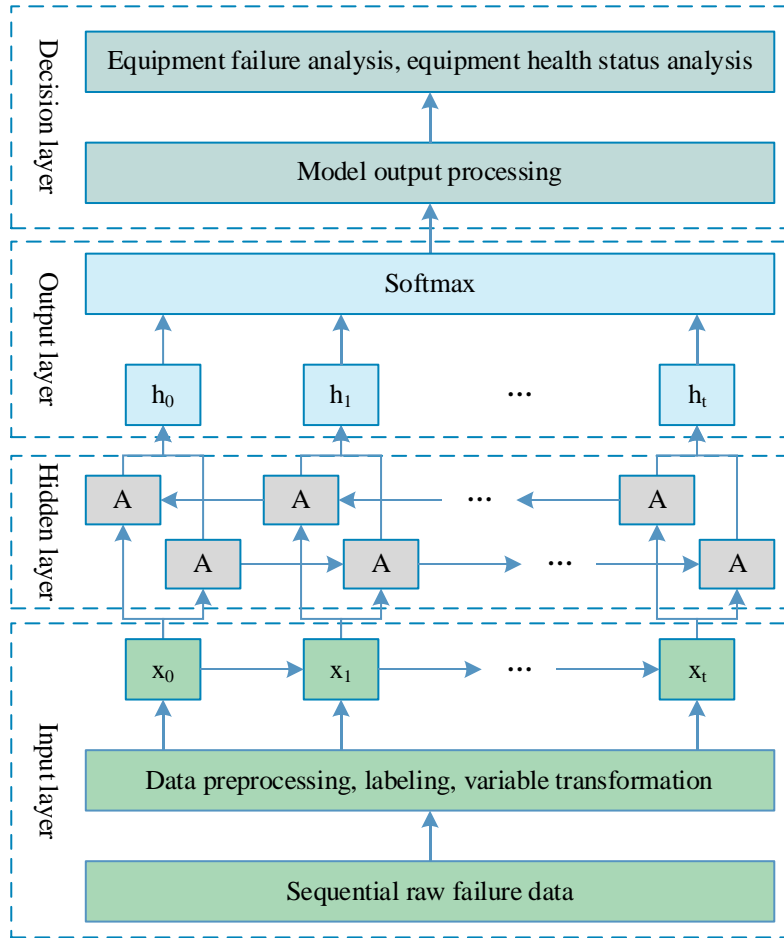 Decision layer
Equipment failure analysis, equipment health status analysis
Model output processing
Output layer
Softmax
h₀
h₁
...
hₜ
Hidden layer
A
A
...
A
A
A
...
A
Input layer
x₀
x₁
...
xₜ
Data preprocessing, labeling, variable transformation
Sequential raw failure data